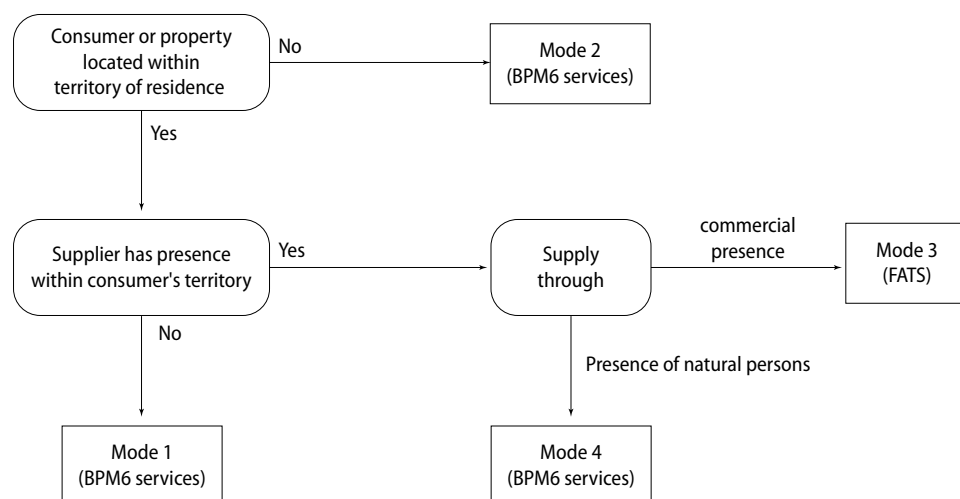 Consumer or property
located within
territory of residence
No
Mode 2
(BPM6 services)
Yes
Supplier has presence
within consumer's territory
Yes
Supply
through
commercial
presence
Mode 3
(FATS)
No
Presence of natural persons
Mode 1
(BPM6 services)
Mode 4
(BPM6 services)